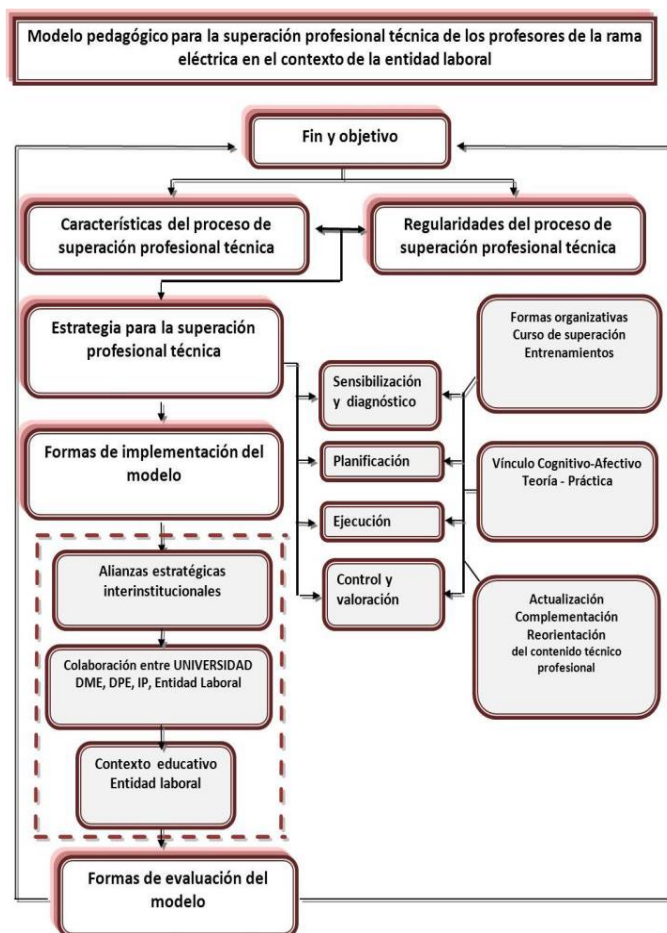 Modelo pedagógico para la superación profesional técnica de los profesores de la rama
eléctrica en el contexto de la entidad laboral
Fin y objetivo
Características del proceso de
superación profesional técnica
Regularidades del proceso de
superación profesional técnica
Estrategia para la superación
profesional técnica
Formas de implementación del
modelo
Alianzas estratégicas
interinstitucionales
Colaboración entre UNIVERSIDAD
DME, DPE, IP, Entidad Laboral
Contexto educativo
Entidad laboral
Formas de evaluación del
modelo
Sensibilización
y diagnóstico
Planificación
Ejecución
Control y
valoración
Formas organizativas
Curso de superación
Entrenamientos
Vínculo Cognitivo-Afectivo
Teoría - Práctica
Actualización
Complementación
Reorientación
del contenido técnico
profesional